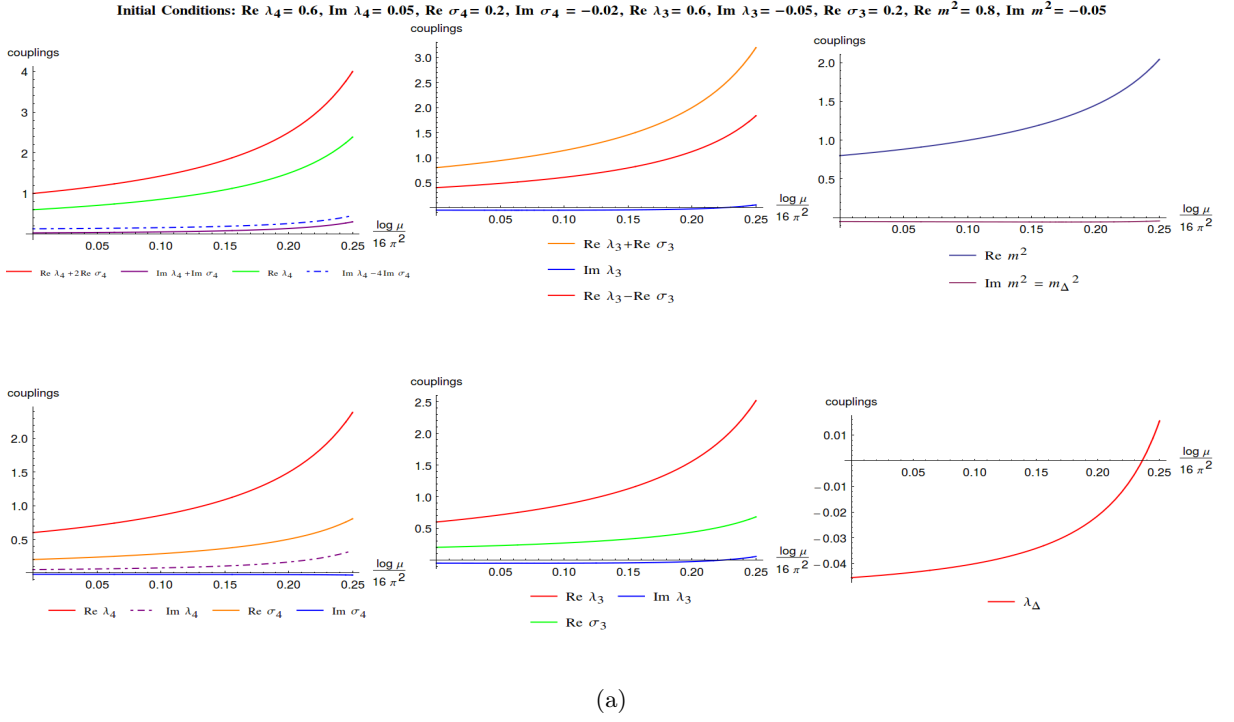 Initial Conditions: Re λ4 = 0.6, Im λ4 = 0.05, Re σ4 = 0.2, Im σ4 = −0.02, Re λ3 = 0.6, Im λ3 = −0.05, Re σ3 = 0.2, Re m² = 0.8, Im m² = −0.05
couplings
4
3
2
1
0.05 0.10 0.15 0.20 0.25
log μ
16 π²
Re λ4 + 2 Re σ4 Im λ4 + Im σ4 Re λ4 Im λ4 − 4 Im σ4
couplings
3.0
2.5
2.0
1.5
1.0
0.5
0.05 0.10 0.15 0.20 0.25
log μ
16 π²
Re λ3 + Re σ3
Im λ3
Re λ3 − Re σ3
couplings
2.0
1.5
1.0
0.5
0.05 0.10 0.15 0.20 0.25
log μ
16 π²
Re m²
Im m² = mΔ²
couplings
2.0
1.5
1.0
0.5
0.05 0.10 0.15 0.20 0.25
log μ
16 π²
Re λ4 Im λ4 Re σ4 Im σ4
couplings
2.5
2.0
1.5
1.0
0.5
0.05 0.10 0.15 0.20 0.25
log μ
16 π²
Re λ3 Im λ3
Re σ3
couplings
0.01
0.05 0.10 0.15 0.20 0.25
log μ
16 π²
−0.01
−0.02
−0.03
−0.04
λΔ
(a)